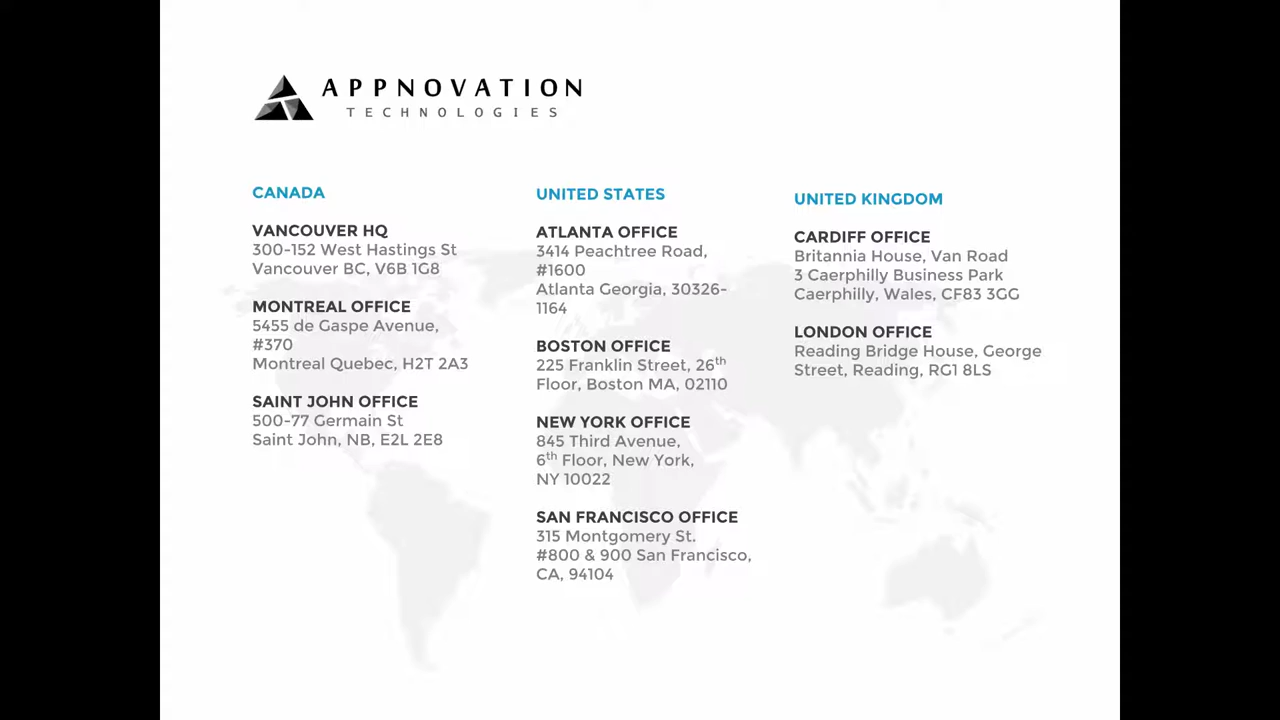 APPNOVATION
TECHNOLOGIES
CANADA
VANCOUVER HQ
300-152 West Hastings St
Vancouver BC, V6B 1G8
MONTREAL OFFICE
5455 de Gaspe Avenue,
#370
Montreal Quebec, H2T 2A3
SAINT JOHN OFFICE
500-77 Germain St
Saint John, NB, E2L 2E8
UNITED STATES
ATLANTA OFFICE
3414 Peachtree Road,
#1600
Atlanta Georgia, 30326-
1164
BOSTON OFFICE
225 Franklin Street, 26th
Floor, Boston MA, 02110
NEW YORK OFFICE
845 Third Avenue,
6th Floor, New York,
NY 10022
SAN FRANCISCO OFFICE
315 Montgomery St.
#800 & 900 San Francisco,
CA, 94104
UNITED KINGDOM
CARDIFF OFFICE
Britannia House, Van Road
3 Caerphilly Business Park
Caerphilly, Wales, CF83 3GG
LONDON OFFICE
Reading Bridge House, George
Street, Reading, RG1 8LS